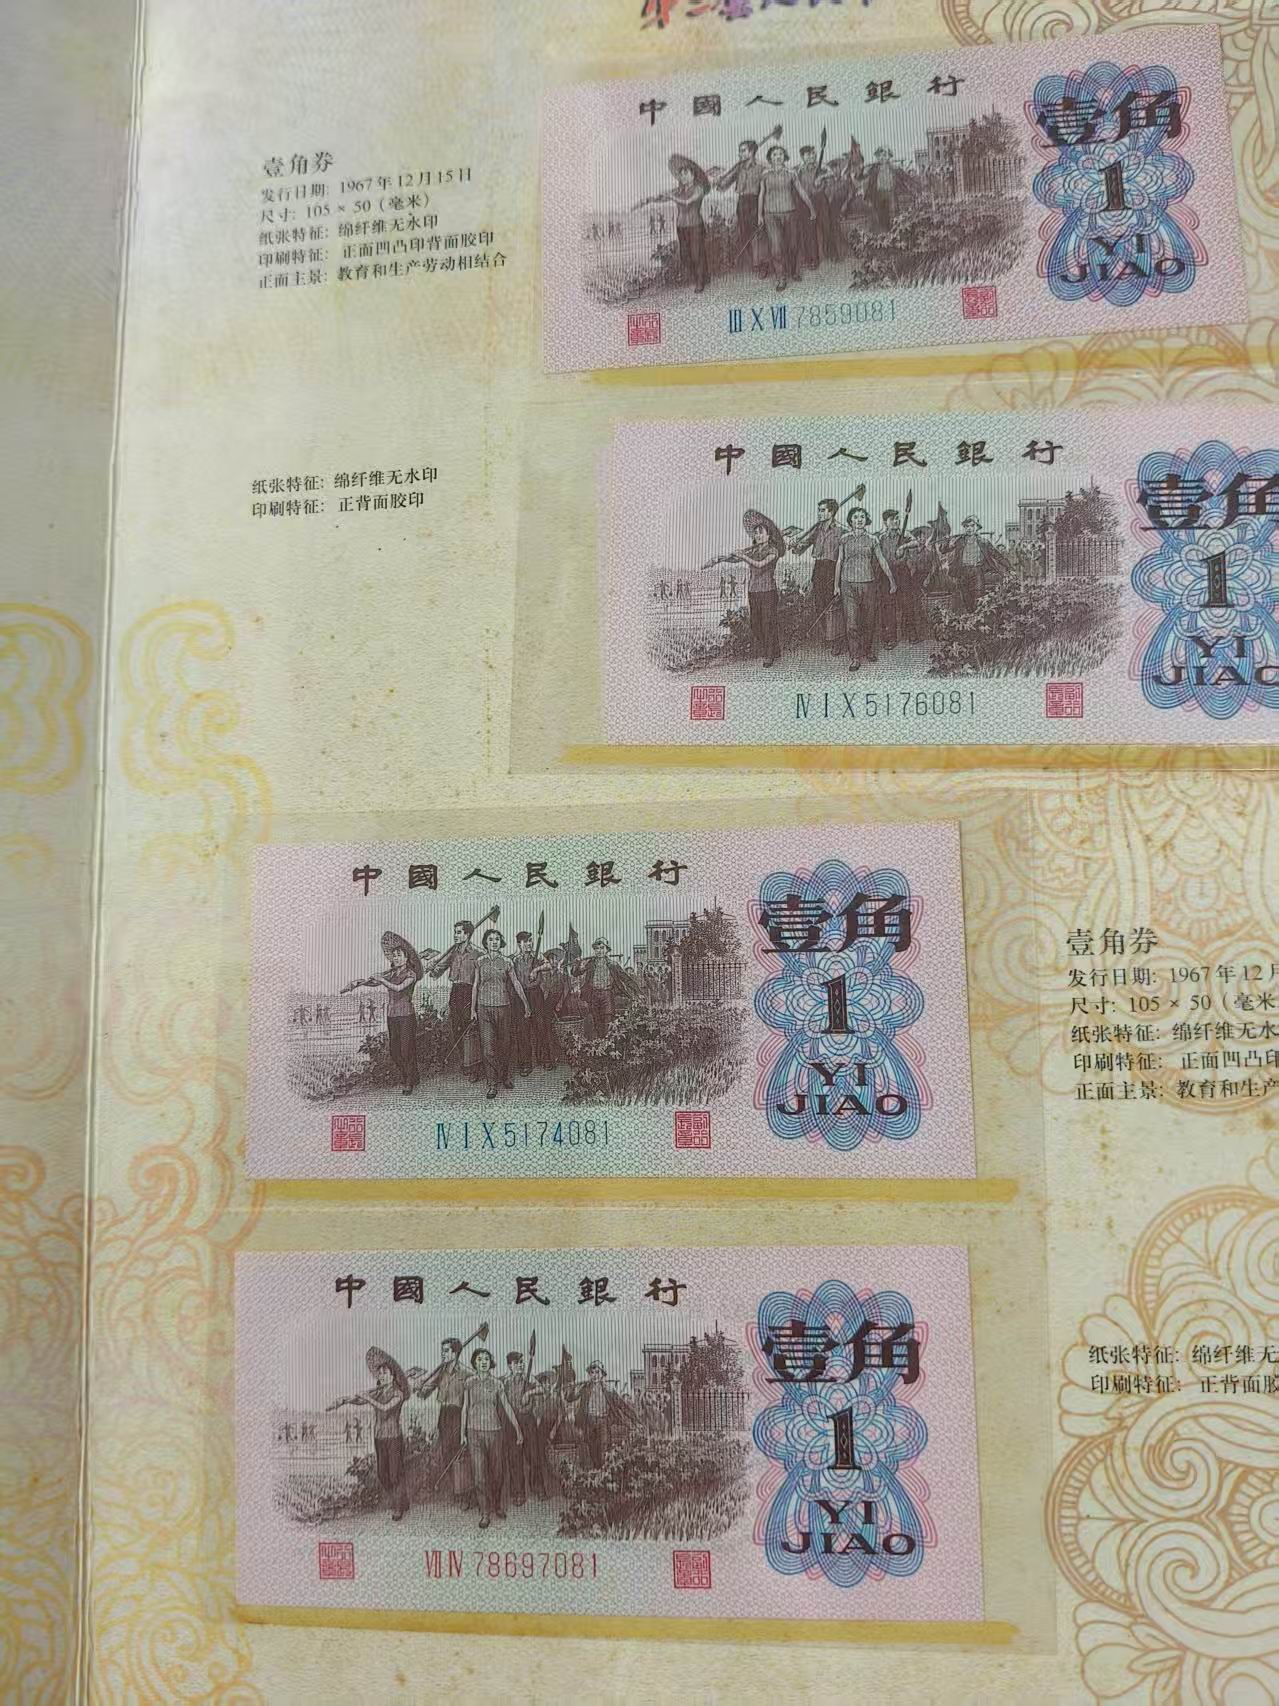 壹角券
发行日期: 1967年12月15日
尺寸: 105 × 50 (毫米)
纸张特征: 绵纤维无水印
印刷特征: 正面凹凸印背面胶印
正面主景: 教育和生产劳动相结合
中國人民銀行
壹角
1
YI
JIAO
III X VII 7859081
纸张特征: 绵纤维无水印
印刷特征: 正背面胶印
中國人民銀行
壹角
1
YI
JIAO
IV I X 5176081
中國人民銀行
壹角
1
YI
JIAO
IV I X 5174081
壹角券
发行日期: 1967年12月
尺寸: 105 × 50 (毫米
纸张特征: 绵纤维无水
印刷特征: 正面凹凸印
正面主景: 教育和生产
中國人民銀行
壹角
1
YI
JIAO
VII IV 78697081
纸张特征: 绵纤维无
印刷特征: 正背面胶